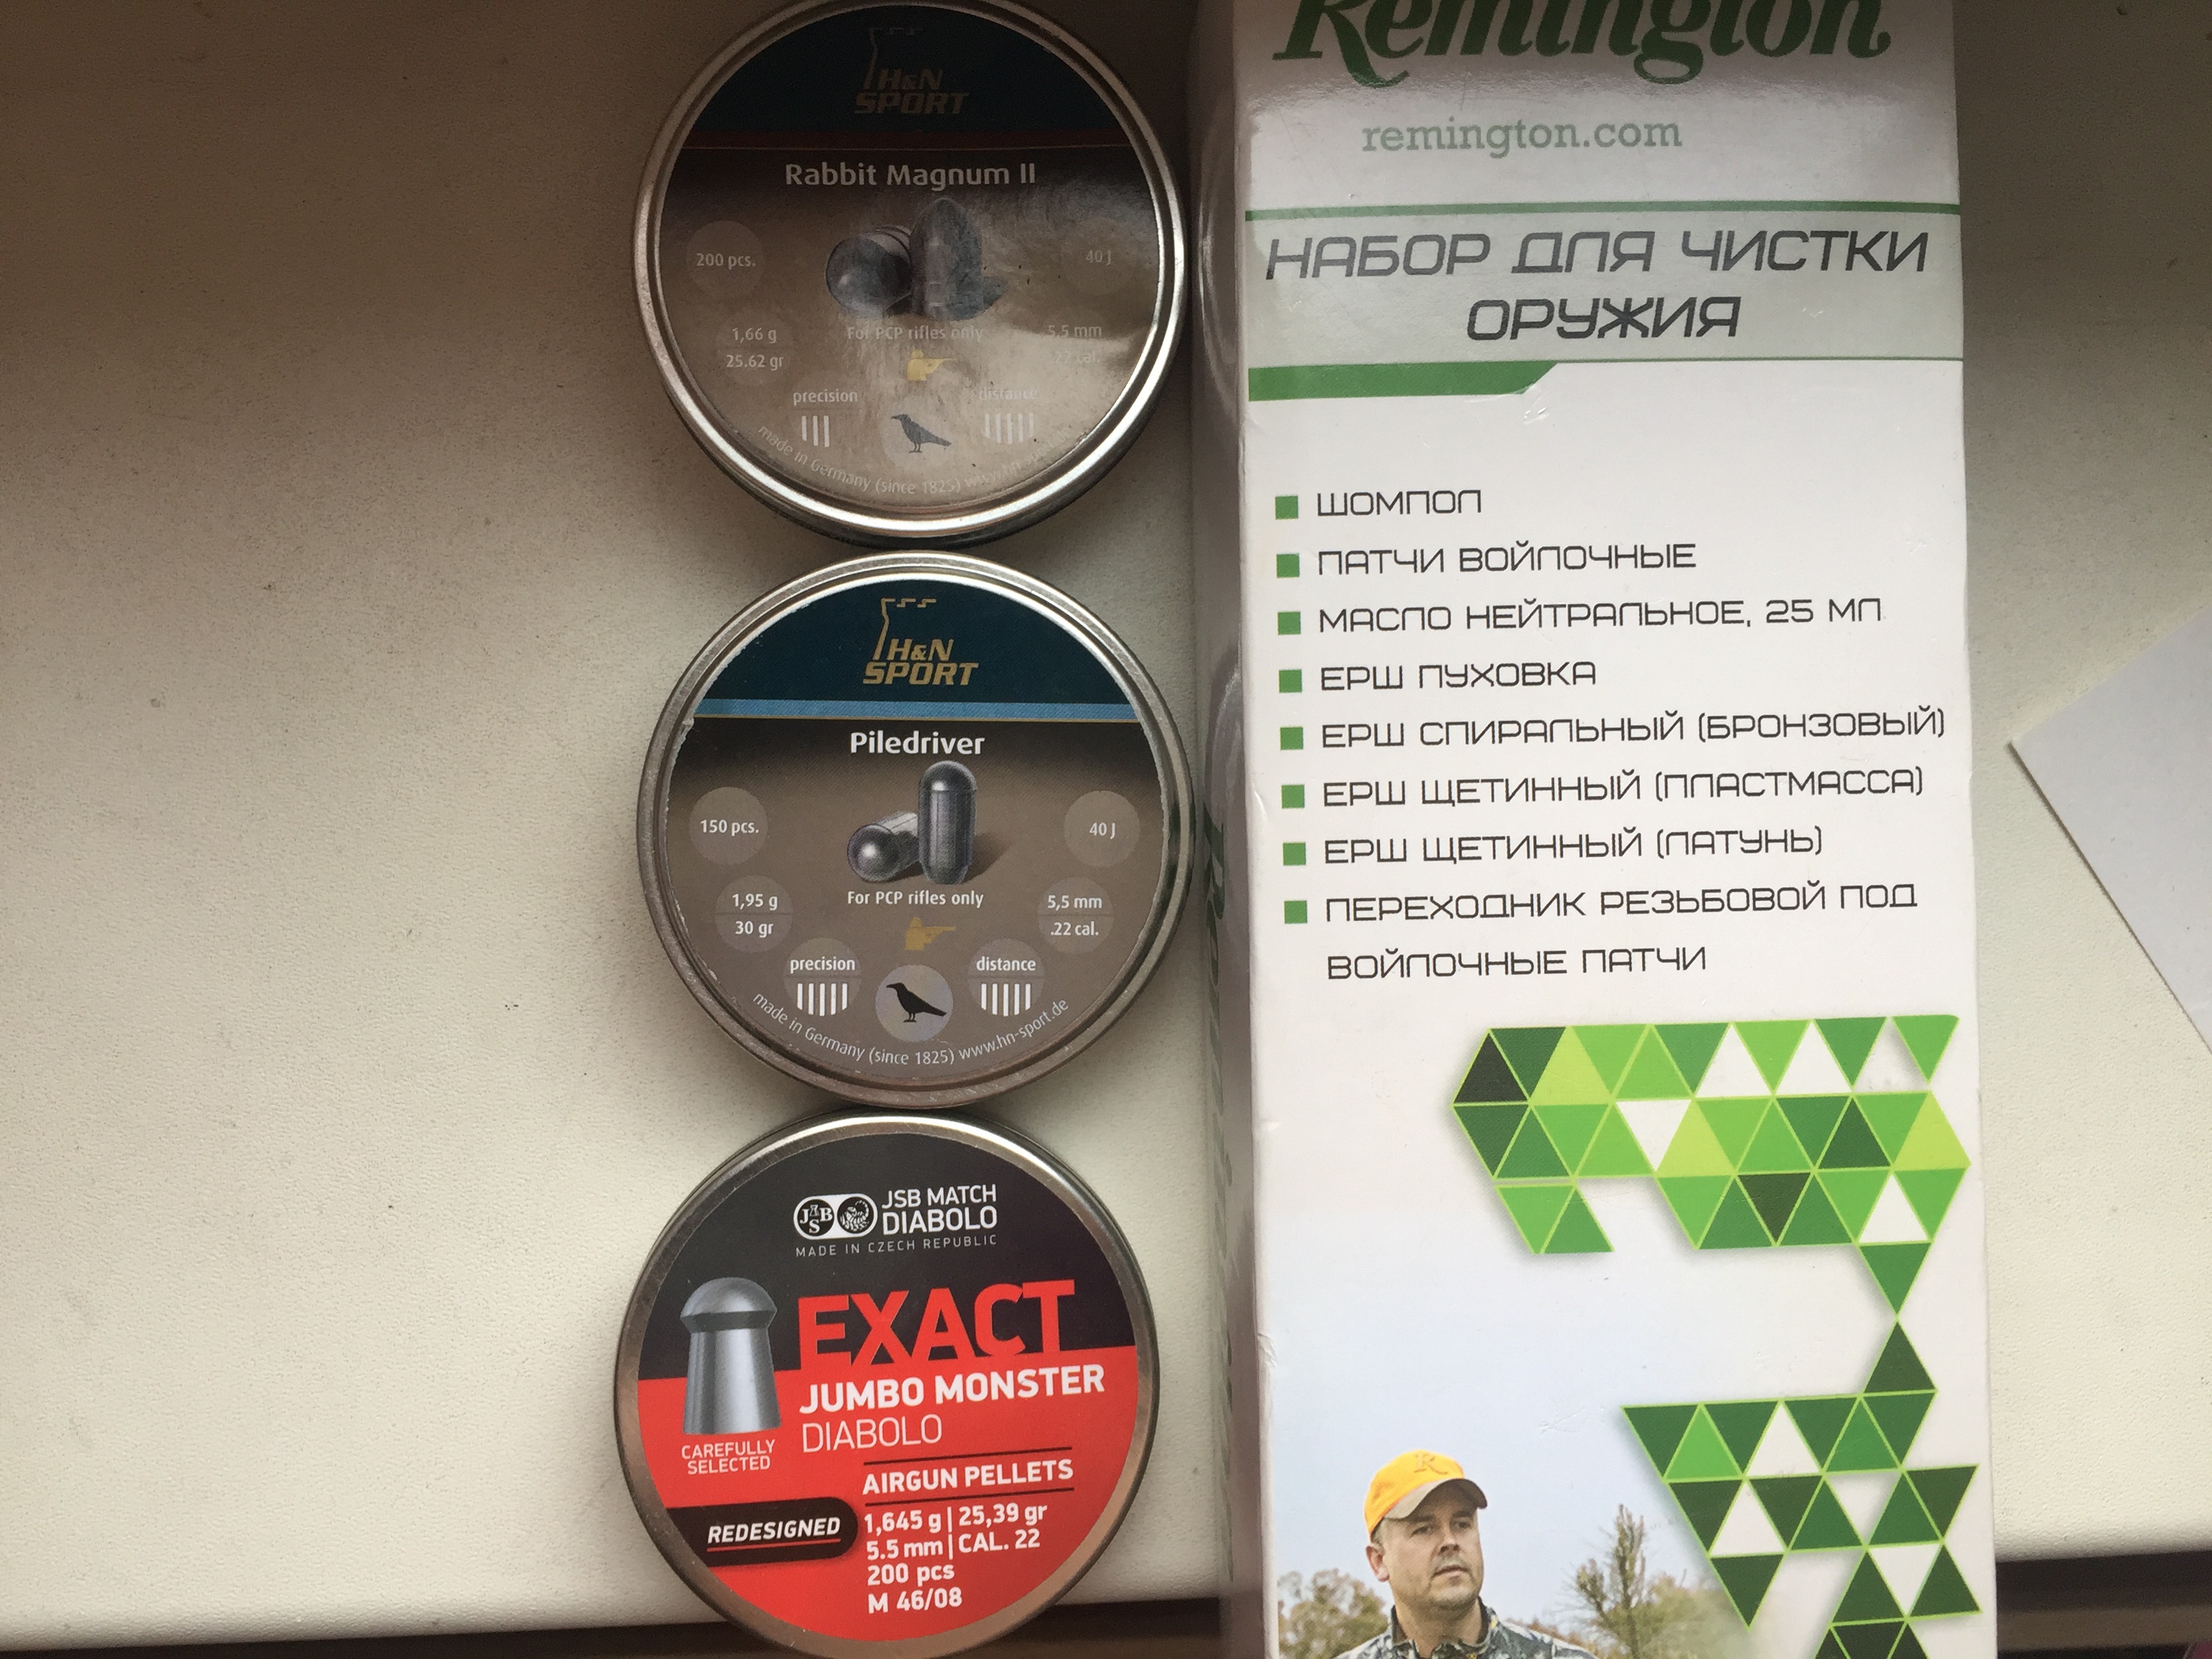 H&N
SPORT
Rabbit Magnum II
200 pcs.
40 J
1,66 g
25.62 gr
For PCP rifles only
5,5 mm
.22 cal.
precision
distance
made in Germany (since 1825)
H&N
SPORT
Piledriver
150 pcs.
40 J
1,95 g
30 gr
For PCP rifles only
5,5 mm
.22 cal.
precision
distance
made in Germany (since 1825) www.hn-sport.de
JSB
JSB MATCH
DIABOLO
MADE IN CZECH REPUBLIC
EXACT
JUMBO MONSTER
DIABOLO
CAREFULLY
SELECTED
AIRGUN PELLETS
REDESIGNED
1,645 g | 25,39 gr
5.5 mm | CAL. 22
200 pcs
M 46/08
Remington
remington.com
НАБОР ДЛЯ ЧИСТКИ
ОРУЖИЯ
ШОМПОЛ
ПАТЧИ ВОЙЛОЧНЫЕ
МАСЛО НЕЙТРАЛЬНОЕ, 25 МЛ
ЕРШ ПУХОВКА
ЕРШ СПИРАЛЬНЫЙ (БРОНЗОВЫЙ)
ЕРШ ЩЕТИННЫЙ (ПЛАСТМАССА)
ЕРШ ЩЕТИННЫЙ (ЛАТУНЬ)
ПЕРЕХОДНИК РЕЗЬБОВОЙ ПОД
ВОЙЛОЧНЫЕ ПАТЧИ
R